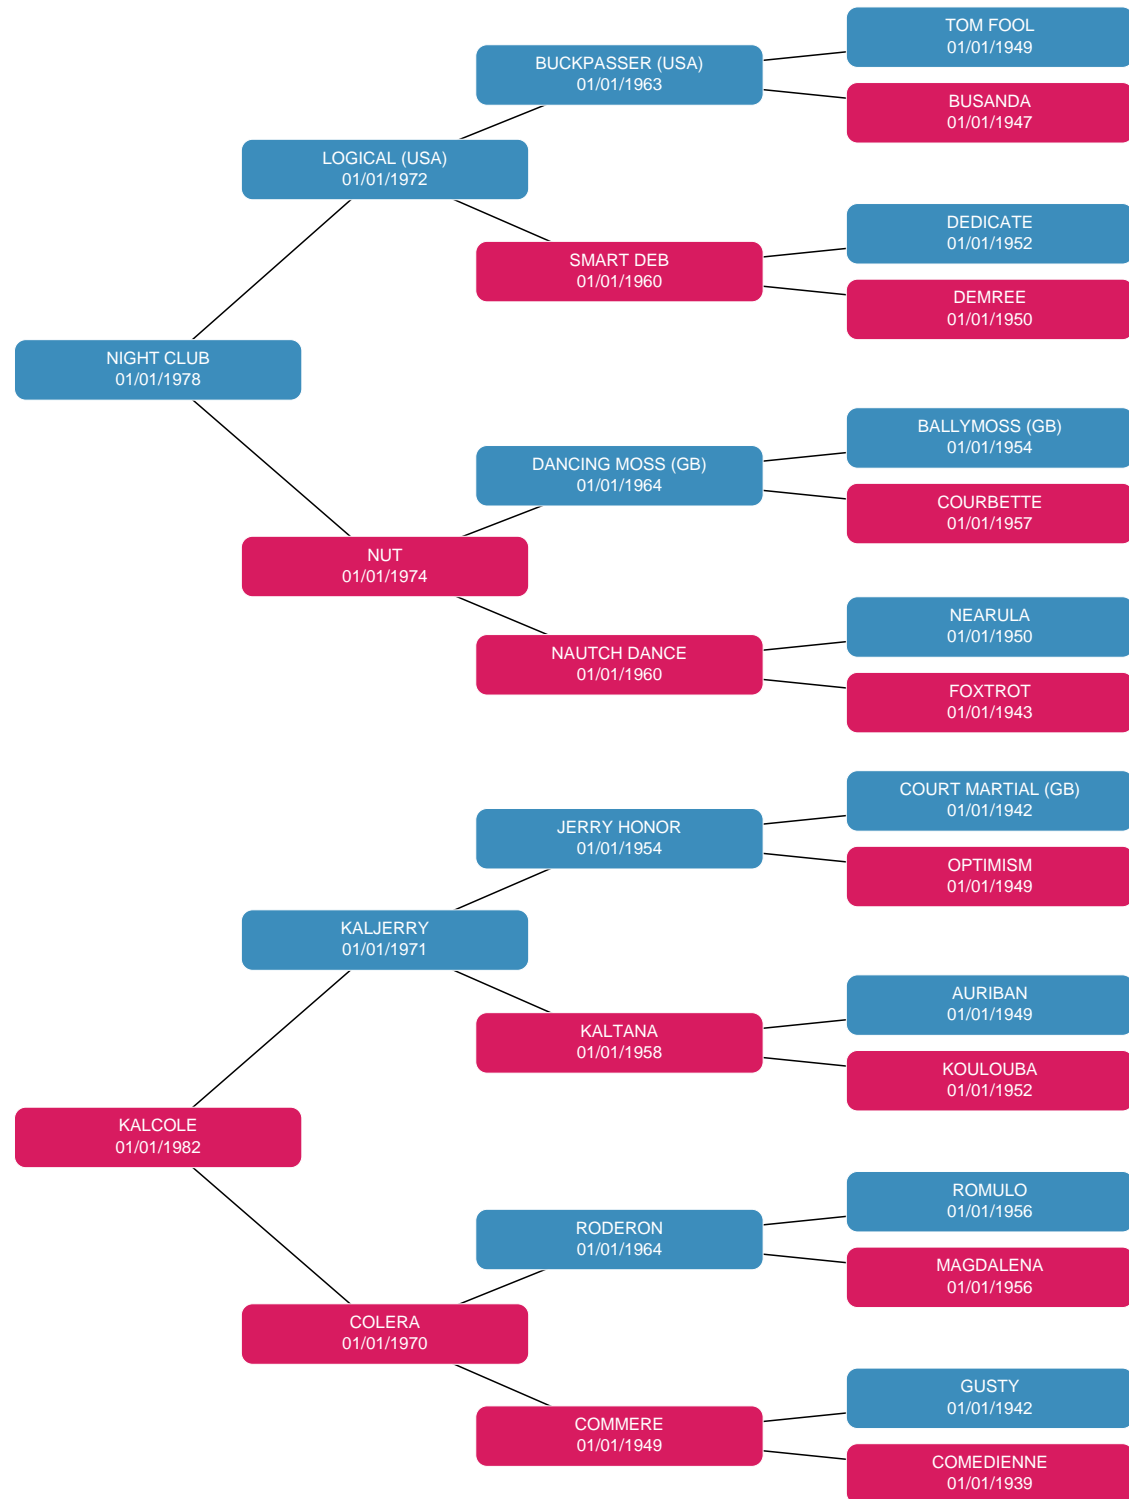 TOM FOOL
01/01/1949
BUCKPASSER (USA)
01/01/1963
BUSANDA
01/01/1947
LOGICAL (USA)
01/01/1972
DEDICATE
01/01/1952
SMART DEB
01/01/1960
DEMREE
01/01/1950
NIGHT CLUB
01/01/1978
BALLYMOSS (GB)
01/01/1954
DANCING MOSS (GB)
01/01/1964
COURBETTE
01/01/1957
NUT
01/01/1974
NEARULA
01/01/1950
NAUTCH DANCE
01/01/1960
FOXTROT
01/01/1943
COURT MARTIAL (GB)
01/01/1942
JERRY HONOR
01/01/1954
OPTIMISM
01/01/1949
KALJERRY
01/01/1971
AURIBAN
01/01/1949
KALTANA
01/01/1958
KOULOUBA
01/01/1952
KALCOLE
01/01/1982
ROMULO
01/01/1956
RODERON
01/01/1964
MAGDALENA
01/01/1956
COLERA
01/01/1970
GUSTY
01/01/1942
COMMERE
01/01/1949
COMEDIENNE
01/01/1939